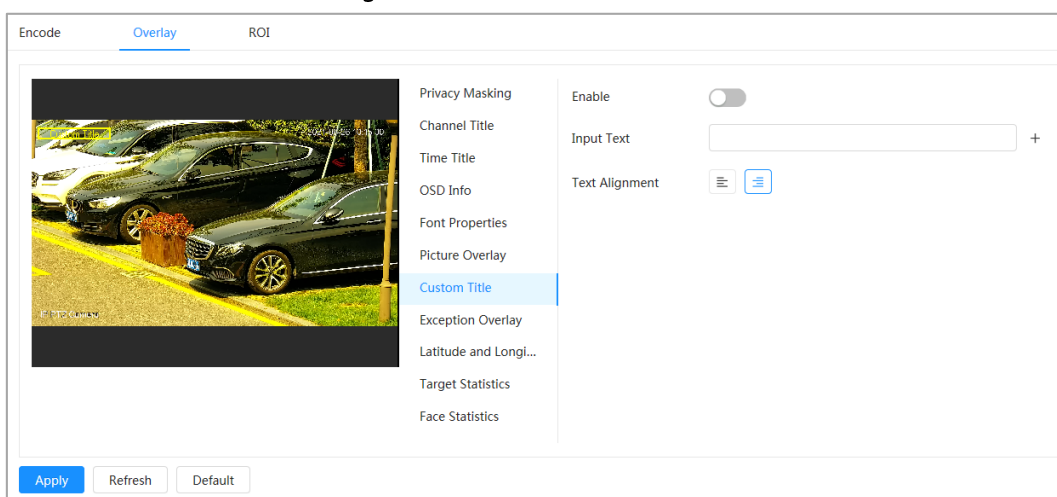 Encode Overlay ROI
Privacy Masking
Channel Title
Time Title
OSD Info
Font Properties
Picture Overlay
Custom Title
Exception Overlay
Latitude and Longi...
Target Statistics
Face Statistics
Enable
Input Text +
Text Alignment
Apply Refresh Default